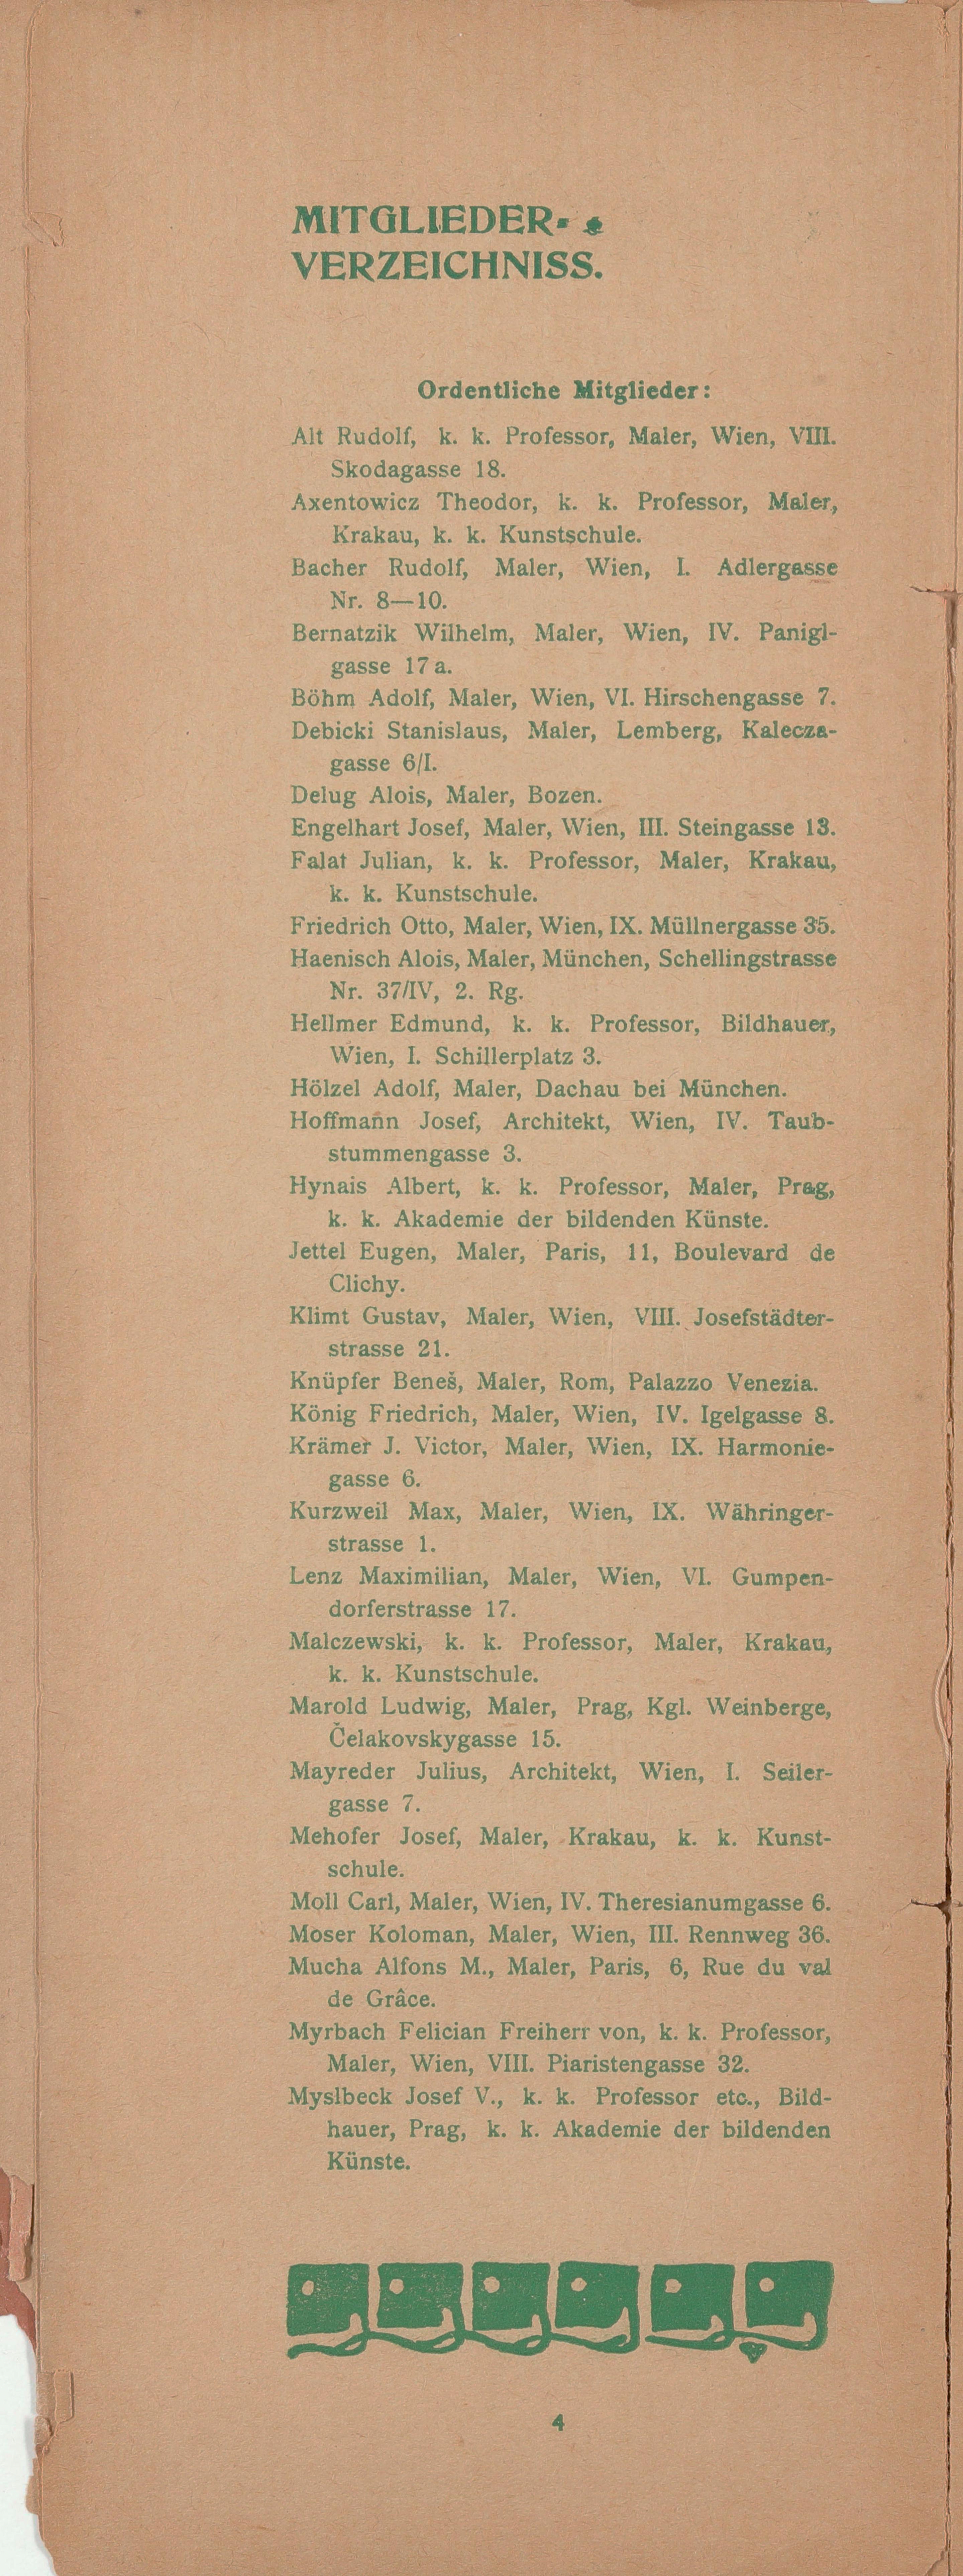 MITGLIEDER-
VERZEICHNISS.
Ordentliche Mitglieder:
Alt Rudolf, k. k. Professor, Maler, Wien, VIII.
Skodagasse 18.
Axentowicz Theodor, k. k. Professor, Maler,
Krakau, k. k. Kunstschule.
Bacher Rudolf, Maler, Wien, I. Adlergasse
Nr. 8—10.
Bernatzik Wilhelm, Maler, Wien, IV. Panigl-
gasse 17 a.
Böhm Adolf, Maler, Wien, VI. Hirschengasse 7.
Debicki Stanislaus, Maler, Lemberg, Kalecza-
gasse 6/I.
Delug Alois, Maler, Bozen.
Engelhart Josef, Maler, Wien, III. Steingasse 13.
Falat Julian, k. k. Professor, Maler, Krakau,
k. k. Kunstschule.
Friedrich Otto, Maler, Wien, IX. Müllnergasse 35.
Haenisch Alois, Maler, München, Schellingstrasse
Nr. 37/IV, 2. Rg.
Hellmer Edmund, k. k. Professor, Bildhauer,
Wien, I. Schillerplatz 3.
Hölzel Adolf, Maler, Dachau bei München.
Hoffmann Josef, Architekt, Wien, IV. Taub-
stummengasse 3.
Hynais Albert, k. k. Professor, Maler, Prag,
k. k. Akademie der bildenden Künste.
Jettel Eugen, Maler, Paris, 11, Boulevard de
Clichy.
Klimt Gustav, Maler, Wien, VIII. Josefstädter-
strasse 21.
Knüpfer Beneš, Maler, Rom, Palazzo Venezia.
König Friedrich, Maler, Wien, IV. Igelgasse 8.
Krämer J. Victor, Maler, Wien, IX. Harmonie-
gasse 6.
Kurzweil Max, Maler, Wien, IX. Währinger-
strasse 1.
Lenz Maximilian, Maler, Wien, VI. Gumpen-
dorferstrasse 17.
Malczewski, k. k. Professor, Maler, Krakau,
k. k. Kunstschule.
Marold Ludwig, Maler, Prag, Kgl. Weinberge,
Čelakovskygasse 15.
Mayreder Julius, Architekt, Wien, I. Seiler-
gasse 7.
Mehofer Josef, Maler, Krakau, k. k. Kunst-
schule.
Moll Carl, Maler, Wien, IV. Theresianumgasse 6.
Moser Koloman, Maler, Wien, III. Rennweg 36.
Mucha Alfons M., Maler, Paris, 6, Rue du val
de Grâce.
Myrbach Felician Freiherr von, k. k. Professor,
Maler, Wien, VIII. Piaristengasse 32.
Myslbeck Josef V., k. k. Professor etc., Bild-
hauer, Prag, k. k. Akademie der bildenden
Künste.
4